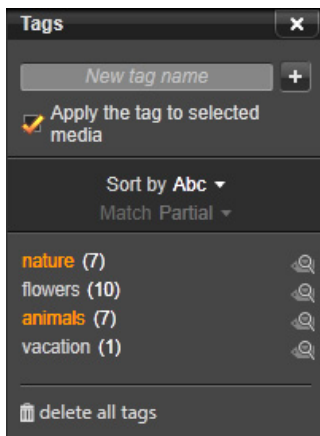 Tags
New tag name
Apply the tag to selected
media
Sort by Abc
Match Partial
nature (7)
flowers (10)
animals (7)
vacation (1)
delete all tags